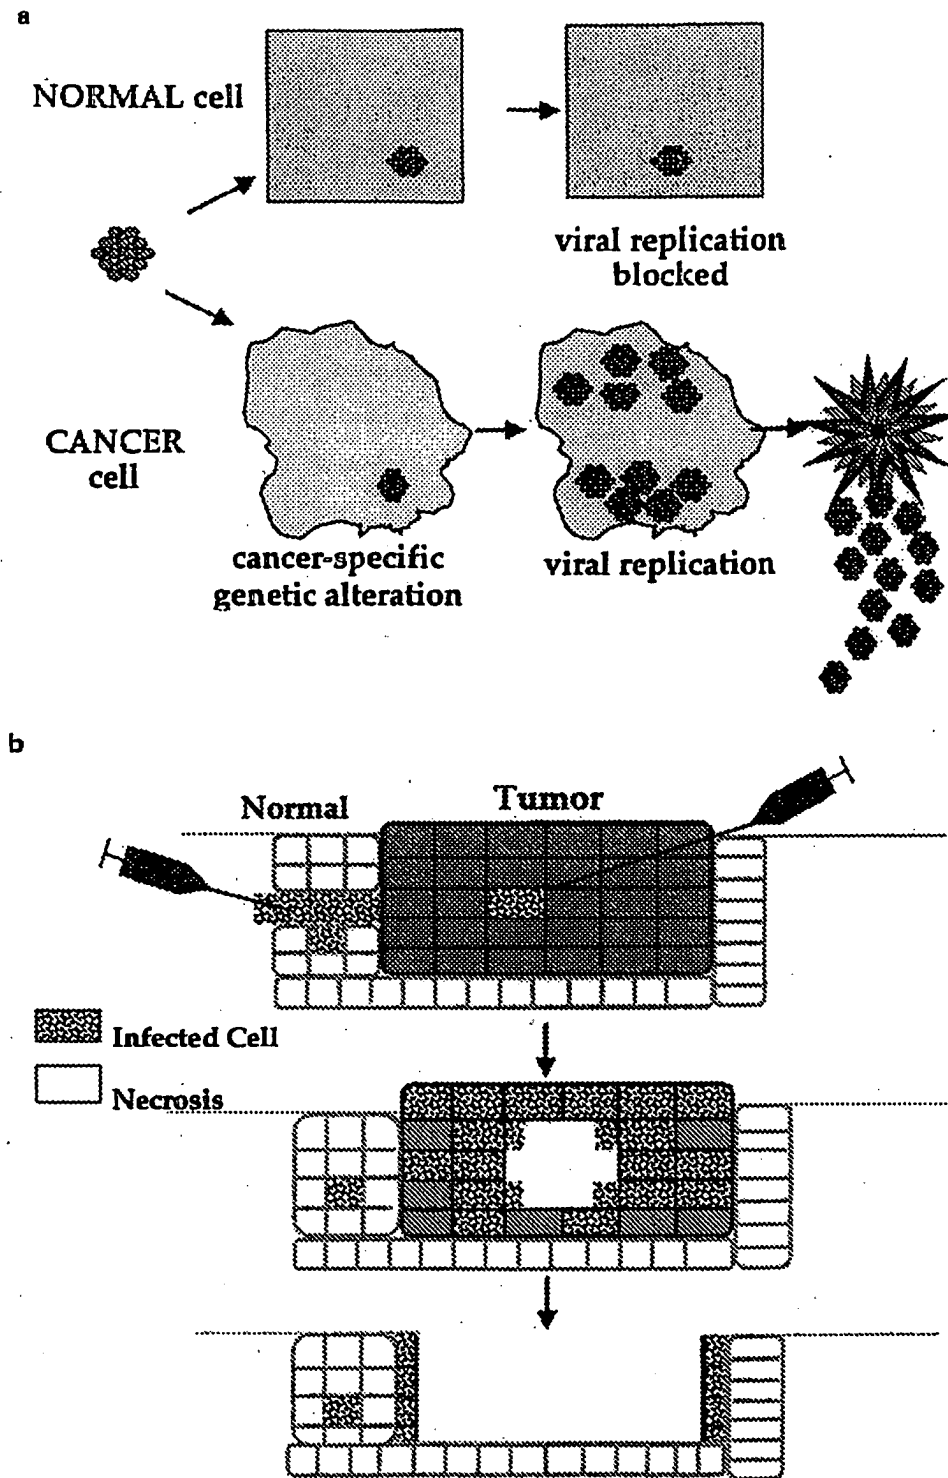 a
NORMAL cell
viral replication
blocked
CANCER
cell
cancer-specific
genetic alteration
viral replication
b
Normal
Tumor
Infected Cell
Necrosis